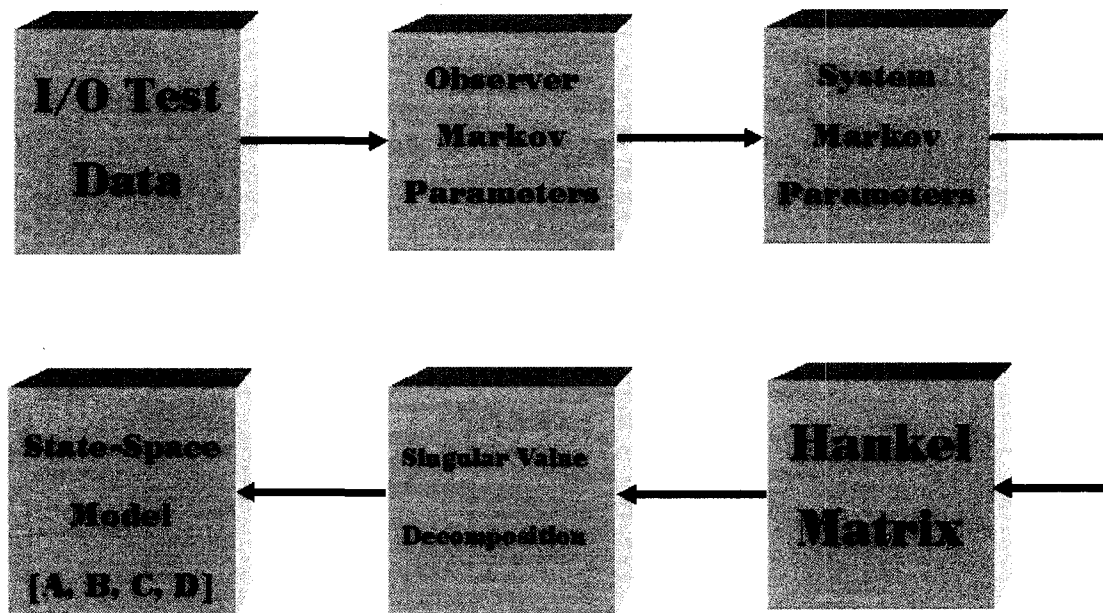 I/O Test
Data
Observer
Markov
Parameters
System
Markov
Parameters
State-Space
Model
[A, B, C, D]
Singular Value
Decomposition
Hankel
Matrix